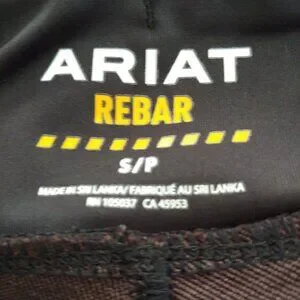 ARIAT
REBAR
S/P
MADE IN SRI LANKA/ FABRIQUÉ AU SRI LANKA
RN 105037 CA 45953